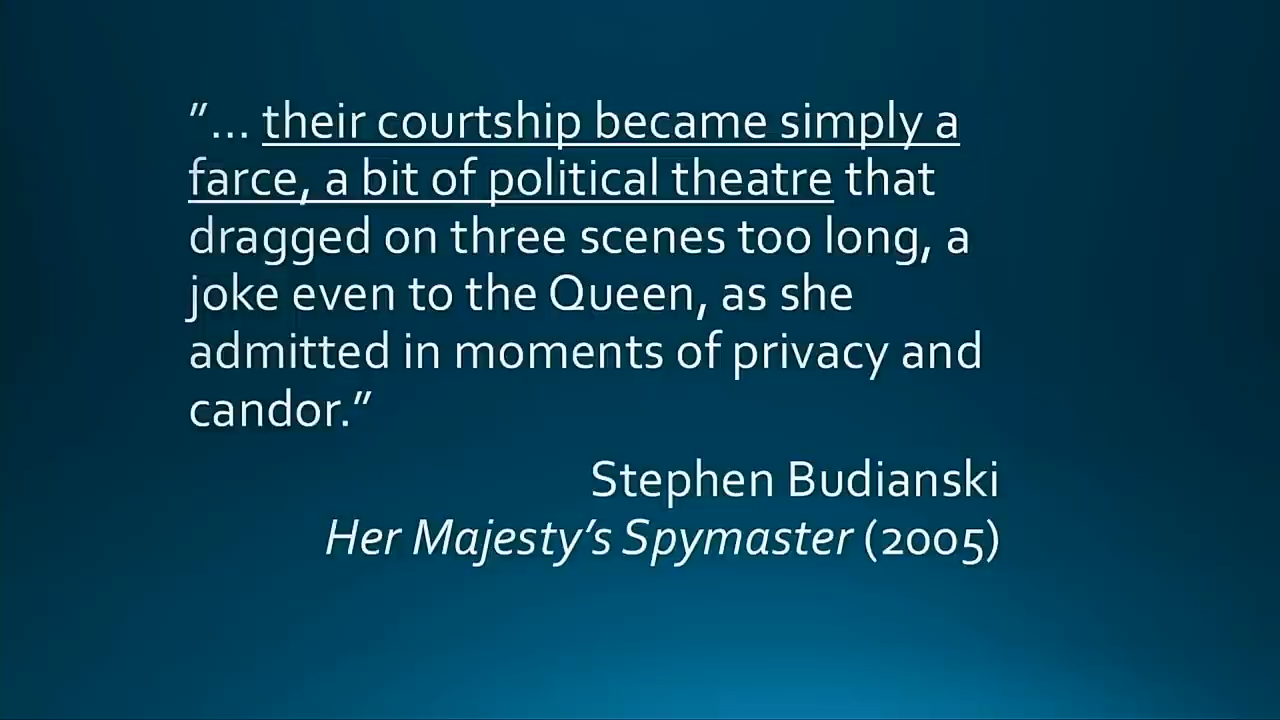 "... their courtship became simply a
farce, a bit of political theatre that
dragged on three scenes too long, a
joke even to the Queen, as she
admitted in moments of privacy and
candor."
Stephen Budianski
Her Majesty's Spymaster (2005)